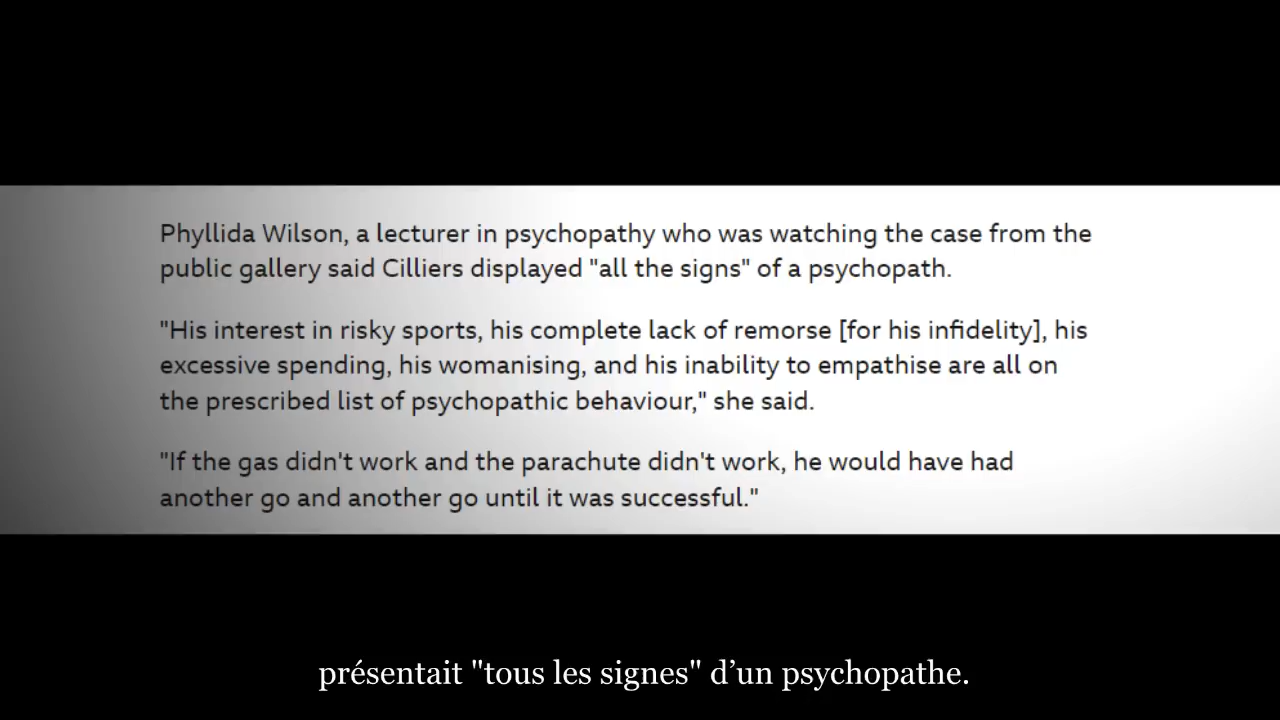 Phyllida Wilson, a lecturer in psychopathy who was watching the case from the
public gallery said Cilliers displayed "all the signs" of a psychopath.
"His interest in risky sports, his complete lack of remorse [for his infidelity], his
excessive spending, his womanising, and his inability to empathise are all on
the prescribed list of psychopathic behaviour," she said.
"If the gas didn't work and the parachute didn't work, he would have had
another go and another go until it was successful."
présentait "tous les signes" d’un psychopathe.